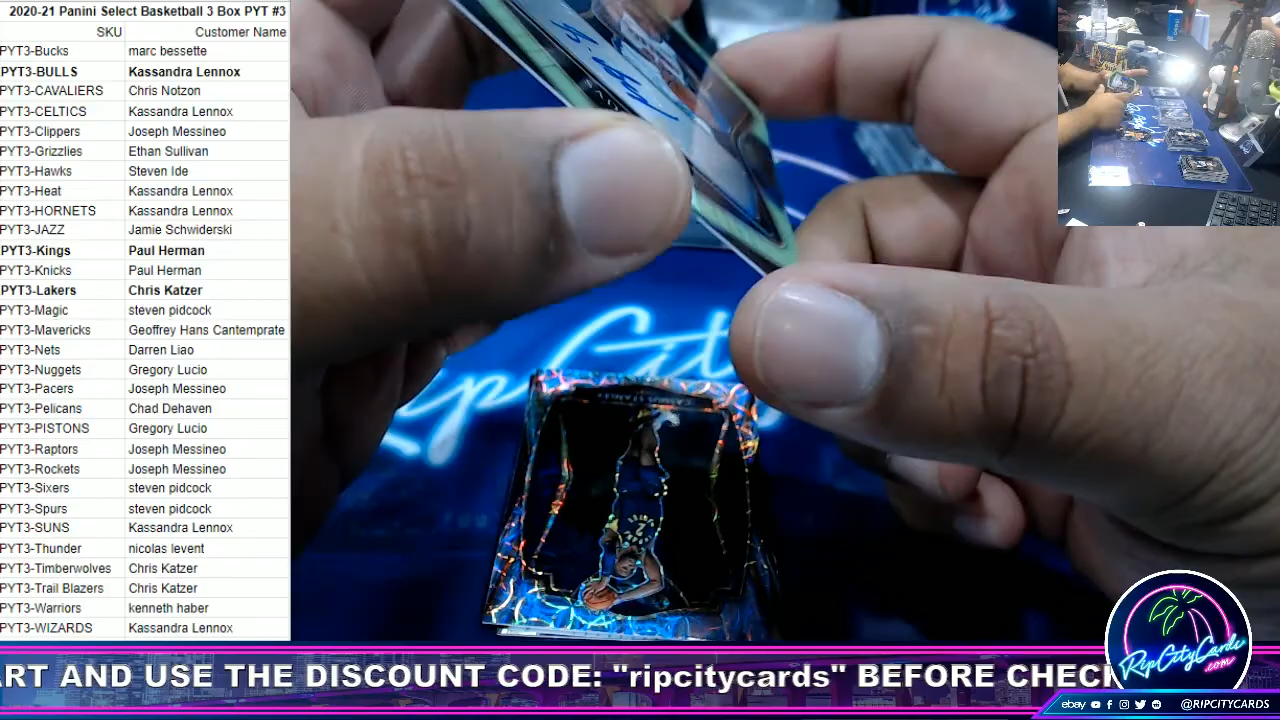 2020-21 Panini Select Basketball 3 Box PYT #3
SKU Customer Name
PYT3-Bucks marc bessette
PYT3-BULLS Kassandra Lennox
PYT3-CAVALIERS Chris Notzon
PYT3-CELTICS Kassandra Lennox
PYT3-Clippers Joseph Messineo
PYT3-Grizzlies Ethan Sullivan
PYT3-Hawks Steven Ide
PYT3-Heat Kassandra Lennox
PYT3-HORNETS Kassandra Lennox
PYT3-JAZZ Jamie Schwiderski
PYT3-Kings Paul Herman
PYT3-Knicks Paul Herman
PYT3-Lakers Chris Katzer
PYT3-Magic steven pidcock
PYT3-Mavericks Geoffrey Hans Cantemprate
PYT3-Nets Darren Liao
PYT3-Nuggets Gregory Lucio
PYT3-Pacers Joseph Messineo
PYT3-Pelicans Chad Dehaven
PYT3-PISTONS Gregory Lucio
PYT3-Raptors Joseph Messineo
PYT3-Rockets Joseph Messineo
PYT3-Sixers steven pidcock
PYT3-Spurs steven pidcock
PYT3-SUNS Kassandra Lennox
PYT3-Thunder nicolas levent
PYT3-Timberwolves Chris Katzer
PYT3-Trail Blazers Chris Katzer
PYT3-Warriors kenneth haber
PYT3-WIZARDS Kassandra Lennox
RipCit
2
ART AND USE THE DISCOUNT CODE: "ripcitycards" BEFORE CHEC
RipCityCards
.com
ebay @RIPCITYCARDS